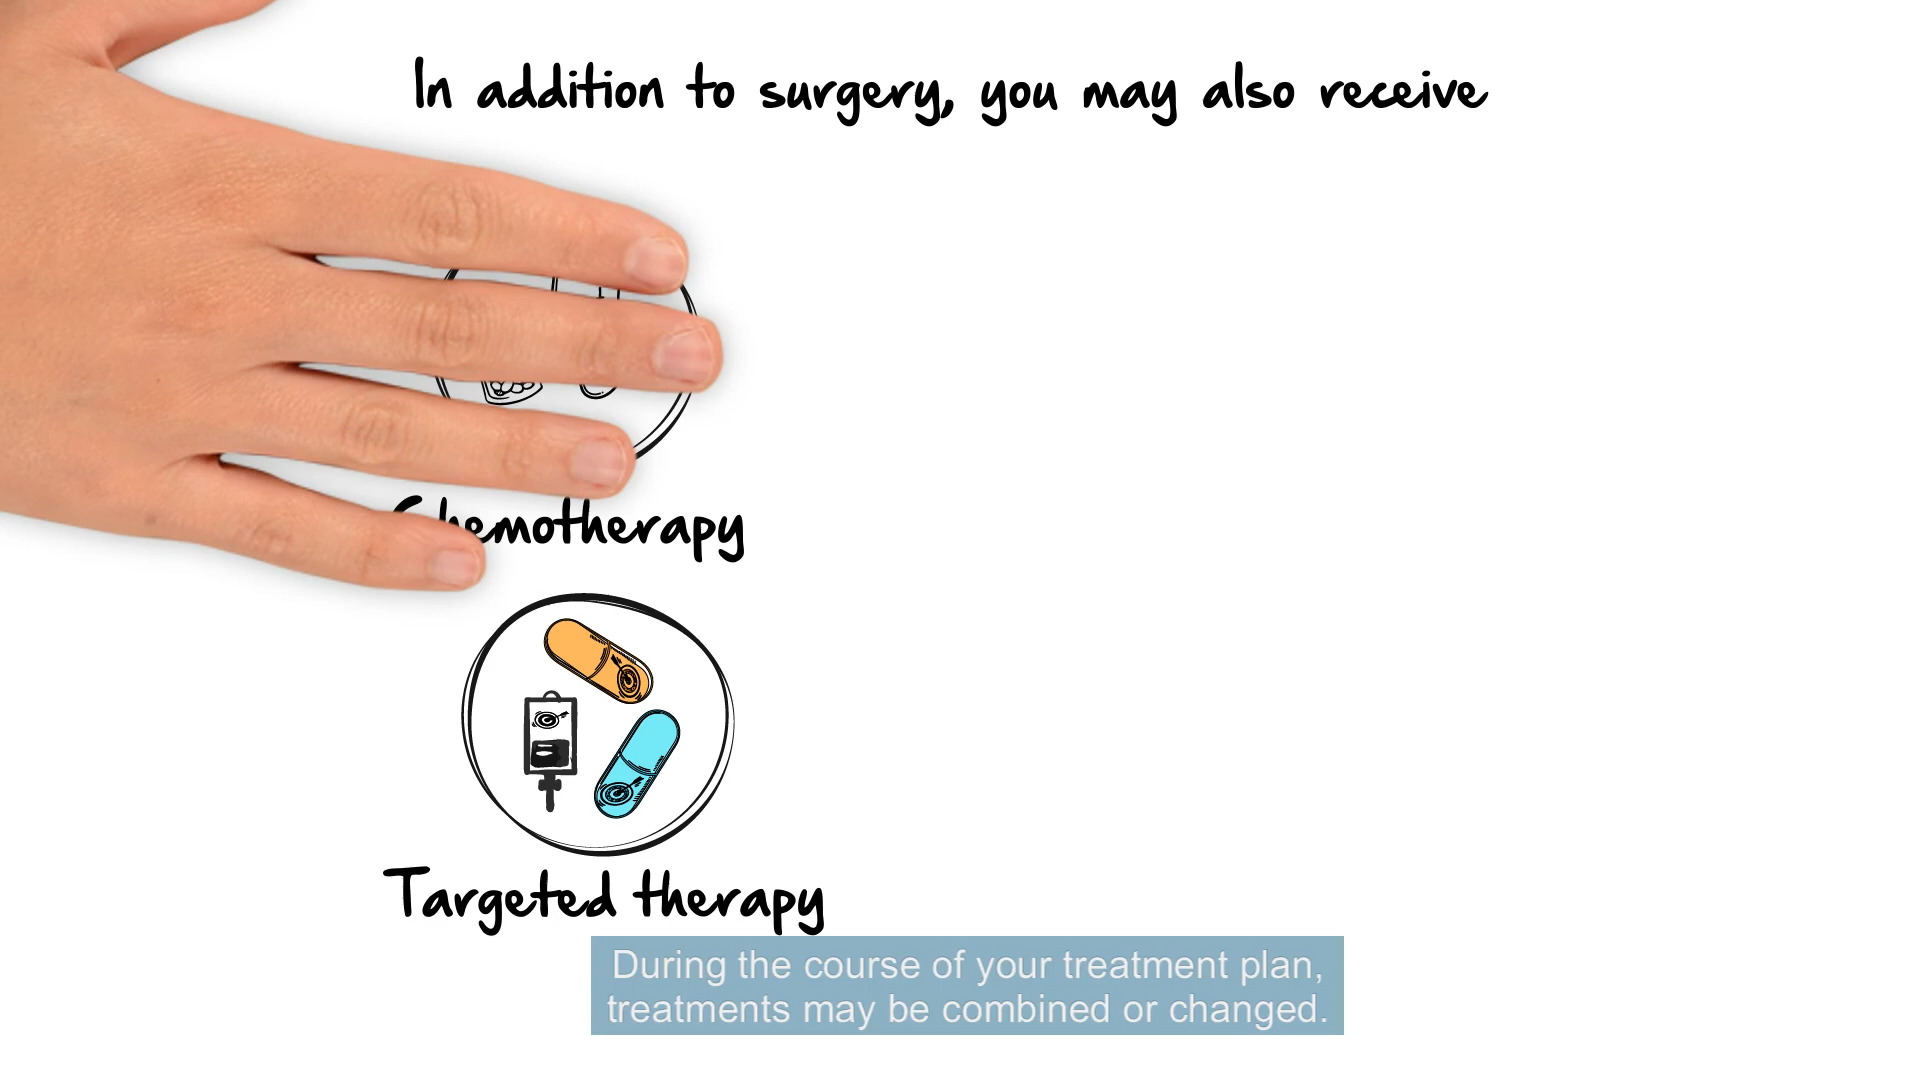 In addition to surgery, you may also receive
Chemotherapy
Targeted therapy
During the course of your treatment plan,
treatments may be combined or changed.